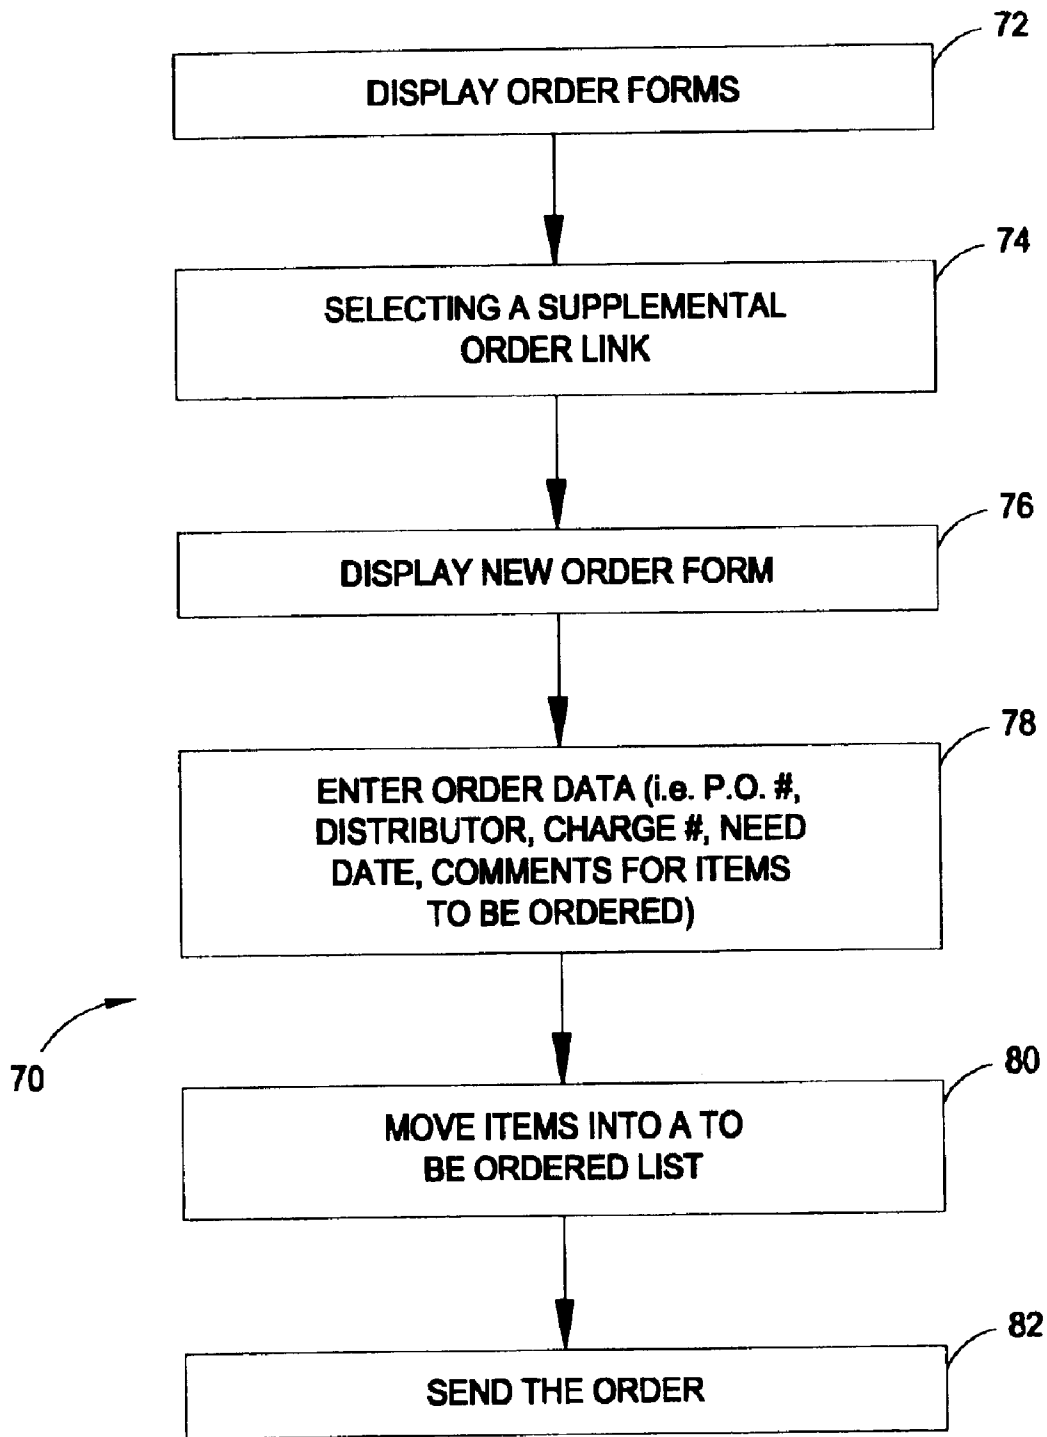 72
DISPLAY ORDER FORMS
74
SELECTING A SUPPLEMENTAL
ORDER LINK
76
DISPLAY NEW ORDER FORM
78
ENTER ORDER DATA (i.e. P.O. #,
DISTRIBUTOR, CHARGE #, NEED
DATE, COMMENTS FOR ITEMS
TO BE ORDERED)
70
80
MOVE ITEMS INTO A TO
BE ORDERED LIST
82
SEND THE ORDER